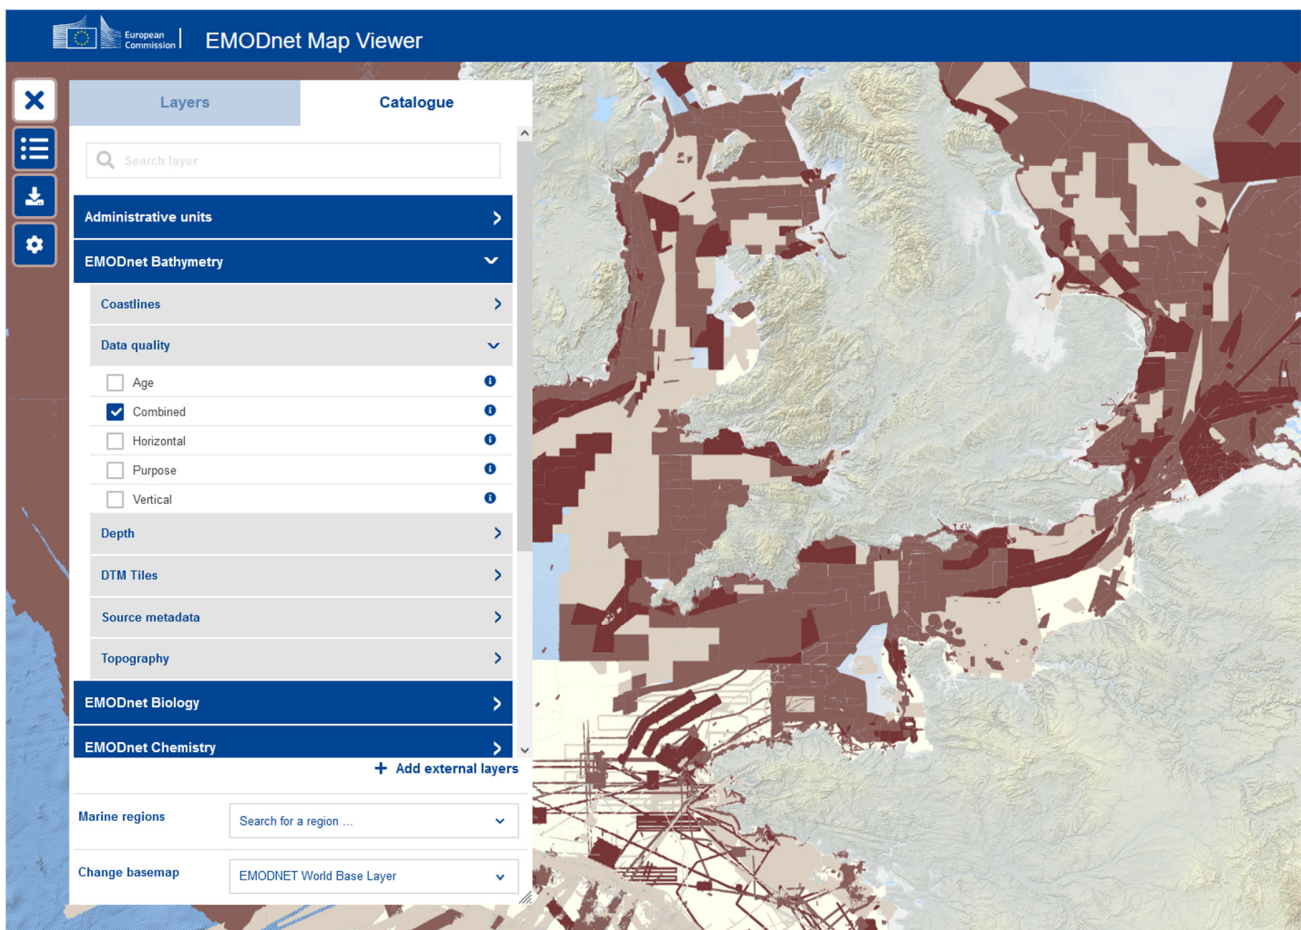 European
Commission
EMODnet Map Viewer
Layers
Catalogue
Search layer
Administrative units
EMODnet Bathymetry
Coastlines
Data quality
Age
Combined
Horizontal
Purpose
Vertical
Depth
DTM Tiles
Source metadata
Topography
EMODnet Biology
EMODnet Chemistry
+ Add external layers
Marine regions
Search for a region ...
Change basemap
EMODNET World Base Layer